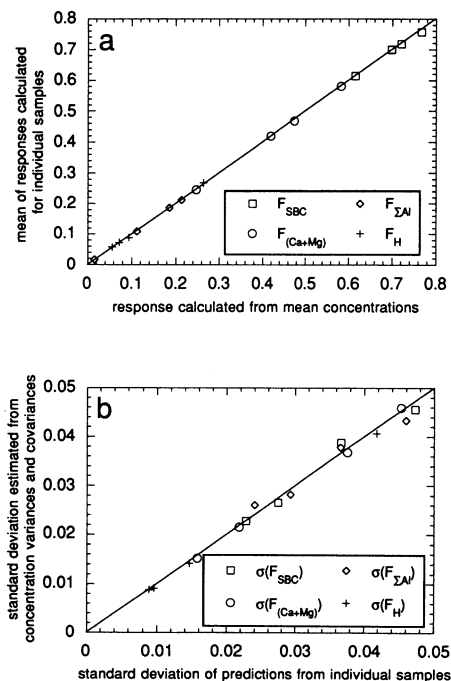 a
mean of responses calculated
for individual samples
0.8
0.7
0.6
0.5
0.4
0.3
0.2
0.1
0
F_SBC
F_ΣAl
F_(Ca+Mg)
F_H
0 0.1 0.2 0.3 0.4 0.5 0.6 0.7 0.8
response calculated from mean concentrations
b
standard deviation estimated from
concentration variances and covariances
0.05
0.04
0.03
0.02
0.01
0
σ(F_SBC)
σ(F_ΣAl)
σ(F_(Ca+Mg))
σ(F_H)
0 0.01 0.02 0.03 0.04 0.05
standard deviation of predictions from individual samples